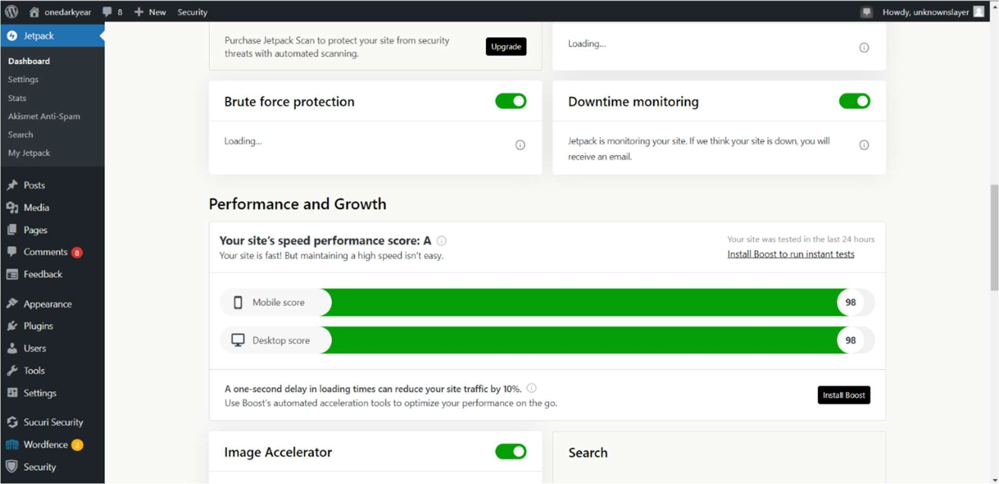 onedarkyear
8
New
Security
Howdy, unknownslayer
Jetpack
Dashboard
Settings
Stats
Akismet Anti-Spam
Search
My Jetpack
Posts
Media
Pages
Comments 8
Feedback
Appearance
Plugins
Users
Tools
Settings
Sucuri Security
Wordfence 2
Security
Purchase Jetpack Scan to protect your site from security
threats with automated scanning.
Upgrade
Loading...
Brute force protection
Loading...
Downtime monitoring
Jetpack is monitoring your site. If we think your site is down, you will
receive an email.
Performance and Growth
Your site’s speed performance score: A
Your site is fast! But maintaining a high speed isn’t easy.
Your site was tested in the last 24 hours
Install Boost to run instant tests
Mobile score
98
Desktop score
98
A one-second delay in loading times can reduce your site traffic by 10%.
Use Boost’s automated acceleration tools to optimize your performance on the go.
Install Boost
Image Accelerator
Search